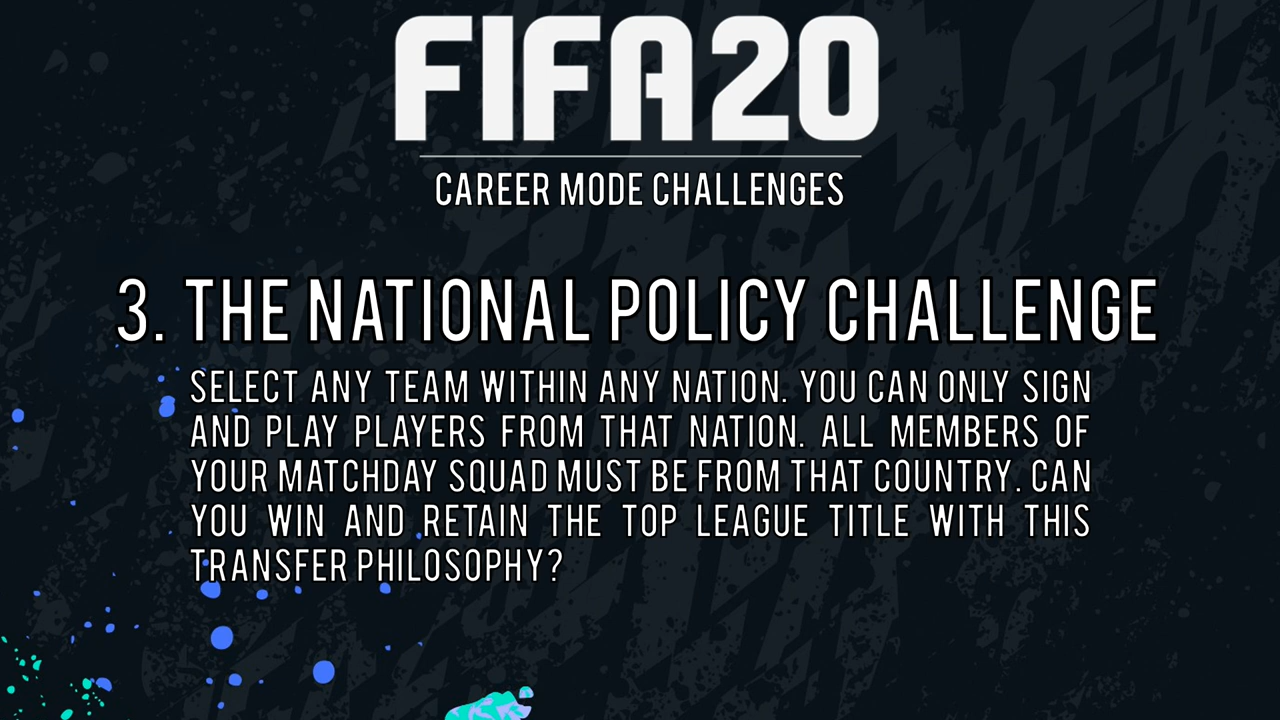 FIFA20
CAREER MODE CHALLENGES
3. THE NATIONAL POLICY CHALLENGE
SELECT ANY TEAM WITHIN ANY NATION. YOU CAN ONLY SIGN
AND PLAY PLAYERS FROM THAT NATION. ALL MEMBERS OF
YOUR MATCHDAY SQUAD MUST BE FROM THAT COUNTRY. CAN
YOU WIN AND RETAIN THE TOP LEAGUE TITLE WITH THIS
TRANSFER PHILOSOPHY?